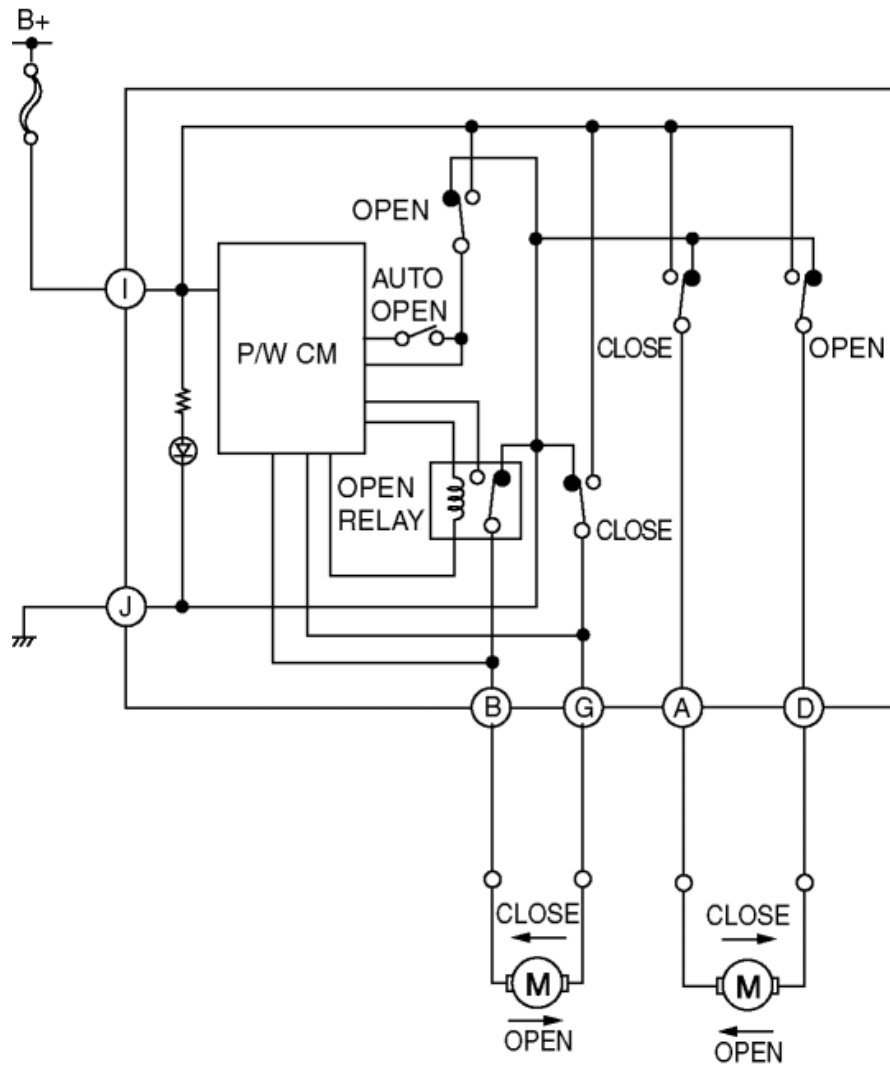 B+
OPEN
AUTO
OPEN
I
P/W CM
CLOSE
OPEN
OPEN
RELAY
CLOSE
J
B
G
A
D
CLOSE
CLOSE
M
M
OPEN
OPEN